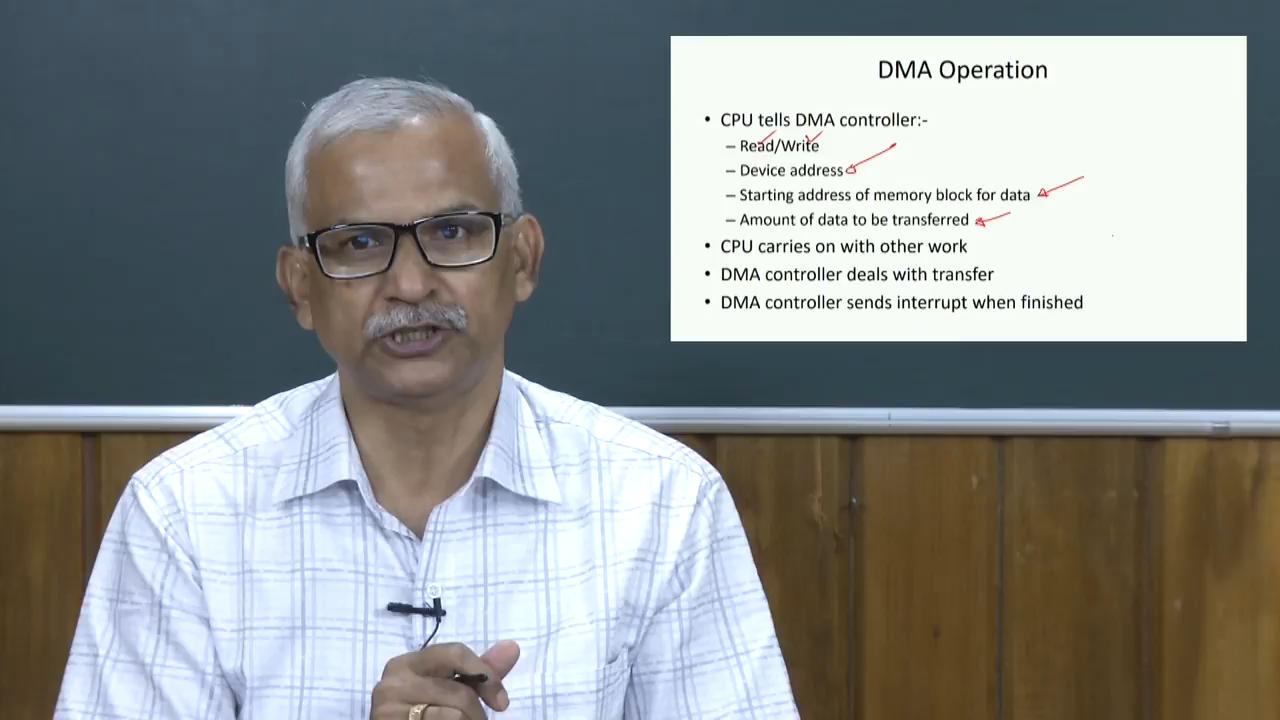 DMA Operation
• CPU tells DMA controller:-
– Read/Write
– Device address
– Starting address of memory block for data
– Amount of data to be transferred
• CPU carries on with other work
• DMA controller deals with transfer
• DMA controller sends interrupt when finished